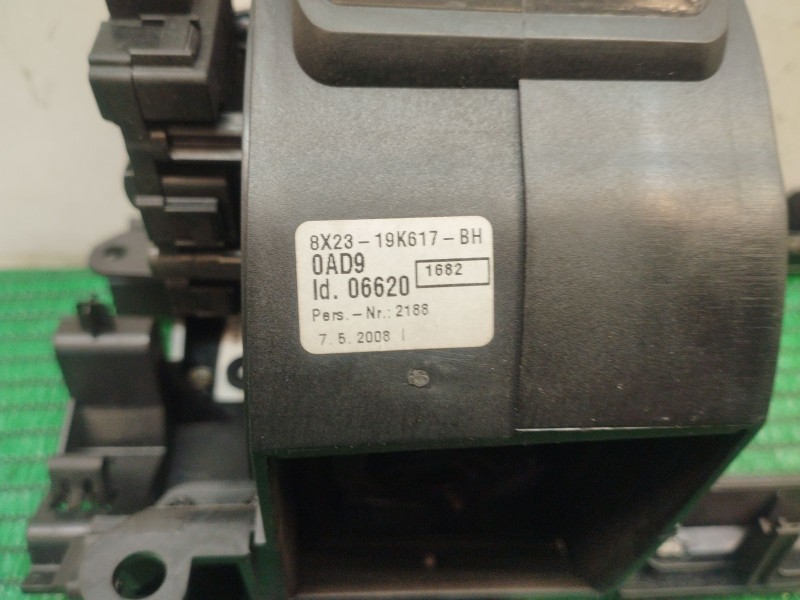 8X23-19K617-BH
0AD9
1682
Id. 06620
Pers.-Nr.: 2188
7.5.2008